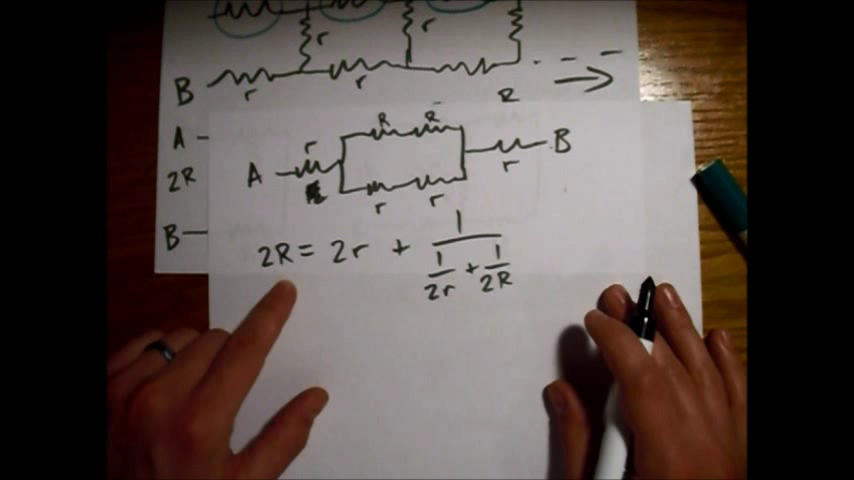 r
B r r
R
A
2R
B
R R
r
A B
r
r r
2R = 2r + 1/(1/2r + 1/2R)